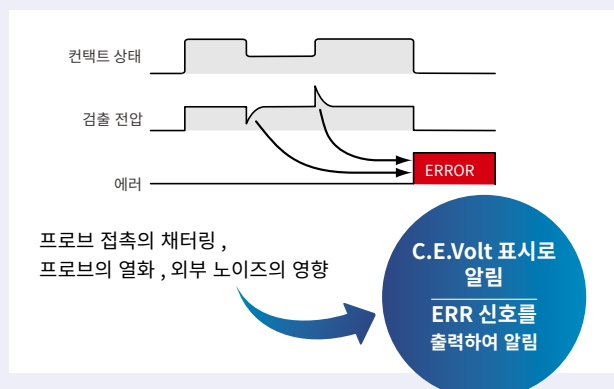 컨택트 상태
검출 전압
에러
ERROR
프로브 접촉의 채터링 ,
프로브의 열화 , 외부 노이즈의 영향
C.E.Volt 표시로
알림
ERR 신호를
출력하여 알림